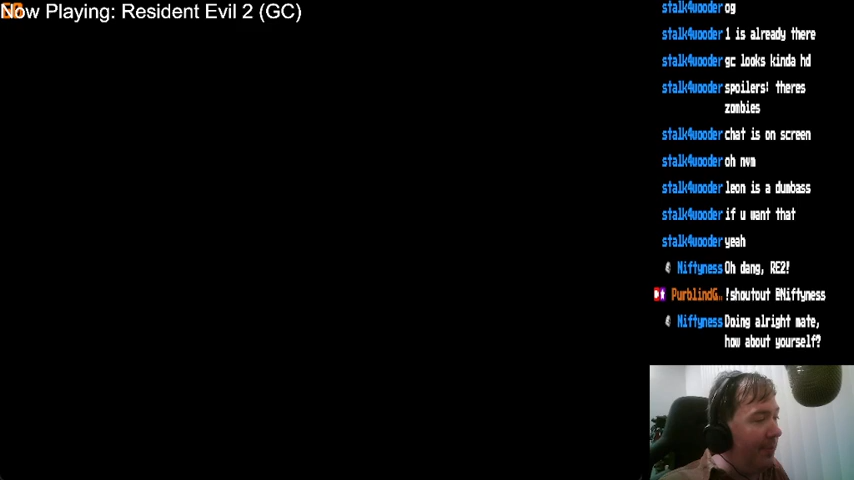 Now Playing: Resident Evil 2 (GC)
stalk4wooder og
stalk4wooder 1 is already there
stalk4wooder gc looks kinda hd
stalk4wooder spoilers! theres
zombies
stalk4wooder chat is on screen
stalk4wooder oh nvm
stalk4wooder leon is a dumbass
stalk4wooder if u want that
stalk4wooder yeah
Niftyness Oh dang, RE2!
PurblindG.. !shoutout @Niftyness
Niftyness Doing alright mate,
how about yourself?